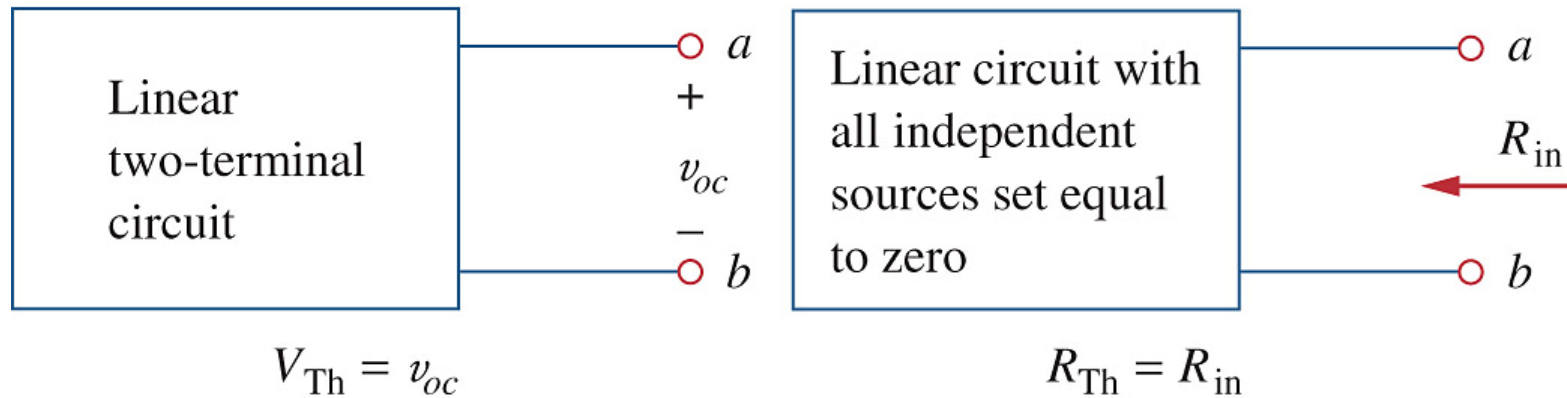 Linear
two-terminal
circuit
a
+
v_oc
−
b
V_Th = v_oc
Linear circuit with
all independent
sources set equal
to zero
a
R_in
b
R_Th = R_in